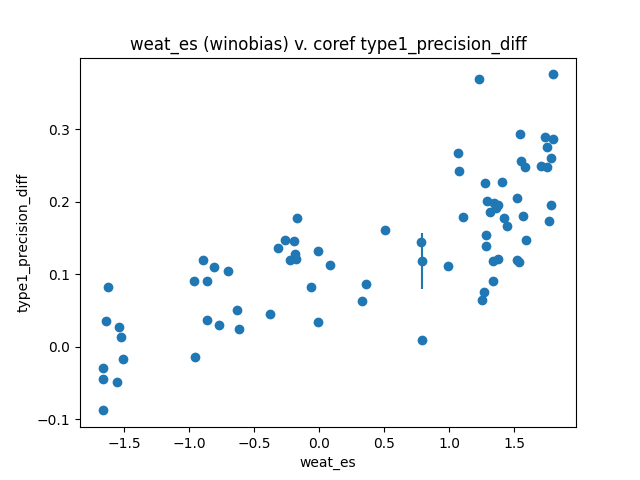 weat_es (winobias) v. coref type1_precision_diff
type1_precision_diff
0.3
0.2
0.1
0.0
−0.1
−1.5 −1.0 −0.5 0.0 0.5 1.0 1.5
weat_es